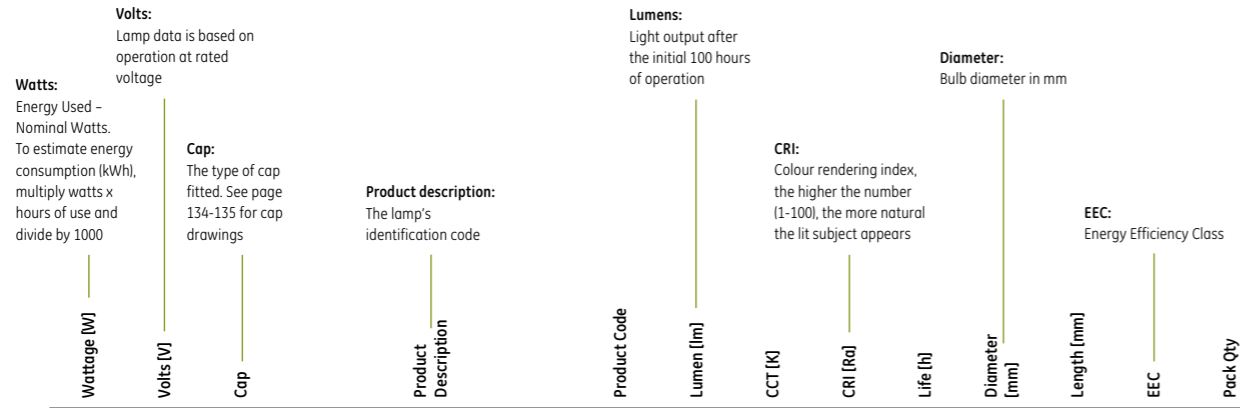 Volts:
Lamp data is based on
operation at rated
voltage
Watts:
Energy Used –
Nominal Watts.
To estimate energy
consumption (kWh),
multiply watts x
hours of use and
divide by 1000
Cap:
The type of cap
fitted. See page
134-135 for cap
drawings
Product description:
The lamp's
identification code
Lumens:
Light output after
the initial 100 hours
of operation
CRI:
Colour rendering index,
the higher the number
(1-100), the more natural
the lit subject appears
Diameter:
Bulb diameter in mm
EEC:
Energy Efficiency Class
Wattage [W]
Volts [V]
Cap
Product
Description
Product Code
Lumen [lm]
CCT [K]
CRI [Ra]
Life [h]
Diameter
[mm]
Length [mm]
EEC
Pack Qty